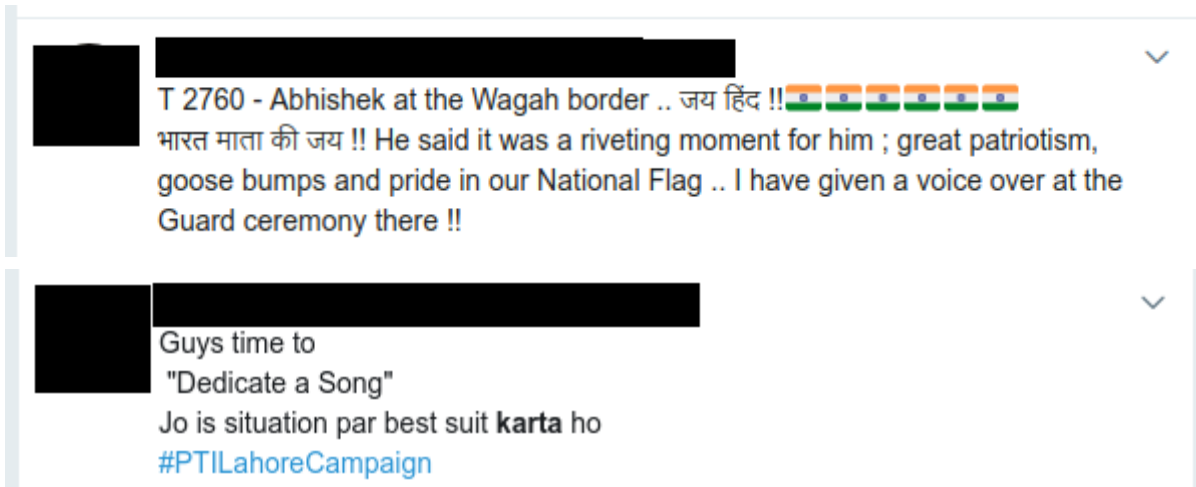 T 2760 - Abhishek at the Wagah border .. जय हिंद !!🇮🇳🇮🇳🇮🇳🇮🇳🇮🇳🇮🇳
भारत माता की जय !! He said it was a riveting moment for him ; great patriotism,
goose bumps and pride in our National Flag .. I have given a voice over at the
Guard ceremony there !!
Guys time to
"Dedicate a Song"
Jo is situation par best suit karta ho
#PTILahoreCampaign